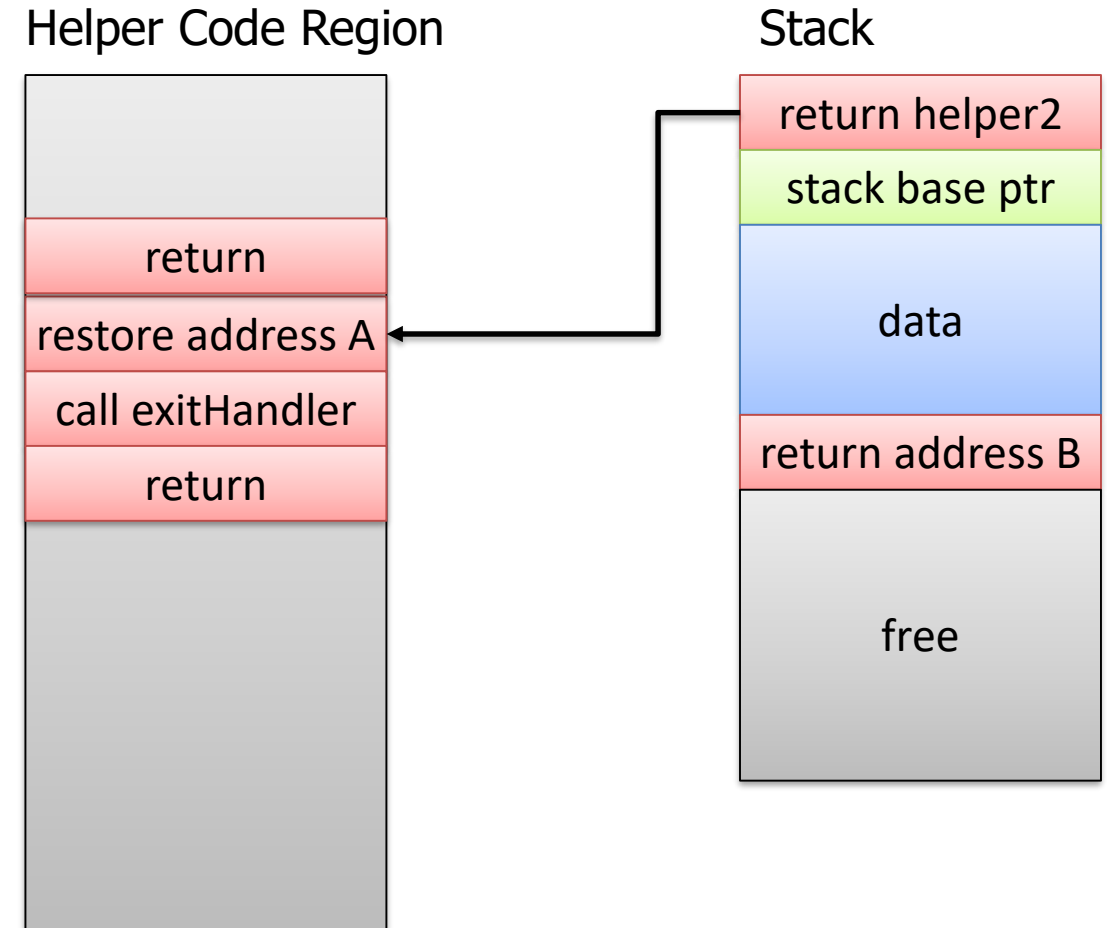 Helper Code Region
return
restore address A
call exitHandler
return
Stack
return helper2
stack base ptr
data
return address B
free